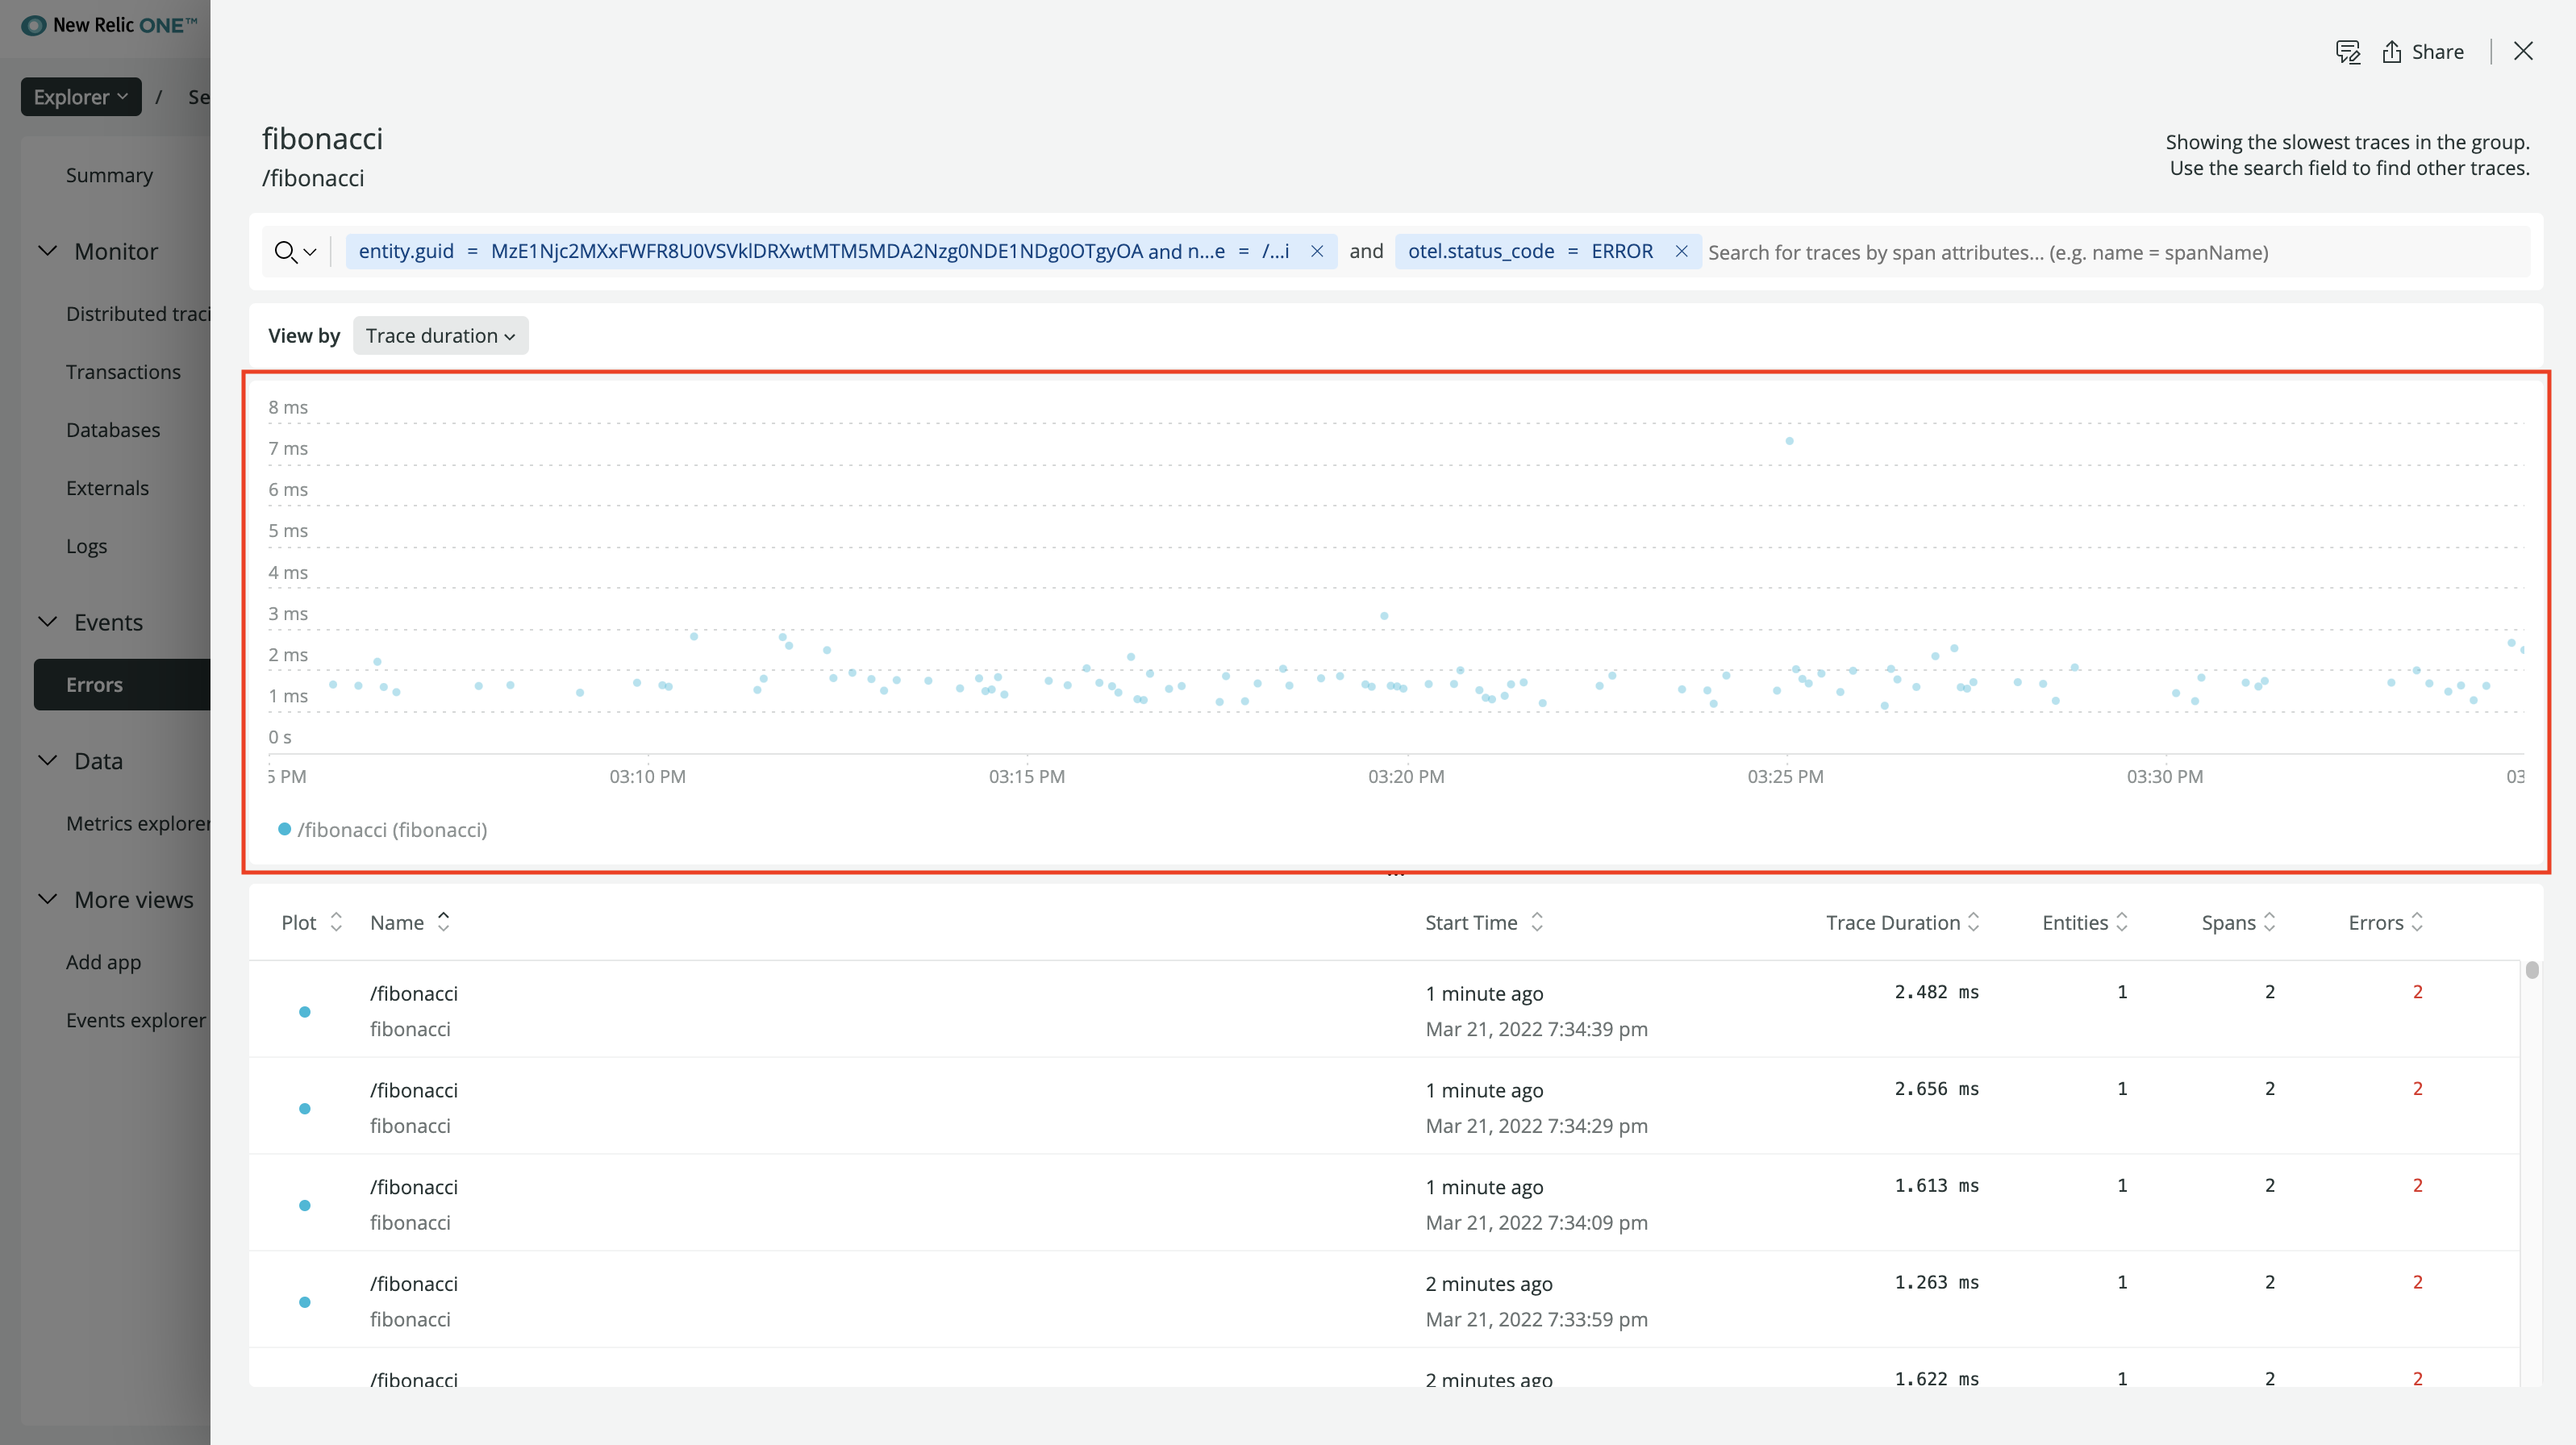 New Relic ONE™
Share
Explorer / Se
fibonacci
/fibonacci
Showing the slowest traces in the group.
Use the search field to find other traces.
Summary
Monitor
Distributed traci
Transactions
Databases
Externals
Logs
Events
Errors
Data
Metrics explorer
More views
Add app
Events explorer
entity.guid = MzE1Njc2MXxFWFR8U0VSVklDRXwtMTM5MDA2Nzg0NDE1NDg0OTgyOA and n...e = /...i and otel.status_code = ERROR Search for traces by span attributes... (e.g. name = spanName)
View by Trace duration
8 ms
7 ms
6 ms
5 ms
4 ms
3 ms
2 ms
1 ms
0 s
5 PM 03:10 PM 03:15 PM 03:20 PM 03:25 PM 03:30 PM 03
/fibonacci (fibonacci)
...
Plot Name Start Time Trace Duration Entities Spans Errors
/fibonacci 1 minute ago 2.482 ms 1 2 2
fibonacci Mar 21, 2022 7:34:39 pm
/fibonacci 1 minute ago 2.656 ms 1 2 2
fibonacci Mar 21, 2022 7:34:29 pm
/fibonacci 1 minute ago 1.613 ms 1 2 2
fibonacci Mar 21, 2022 7:34:09 pm
/fibonacci 2 minutes ago 1.263 ms 1 2 2
fibonacci Mar 21, 2022 7:33:59 pm
/fibonacci 2 minutes ago 1.622 ms 1 2 2